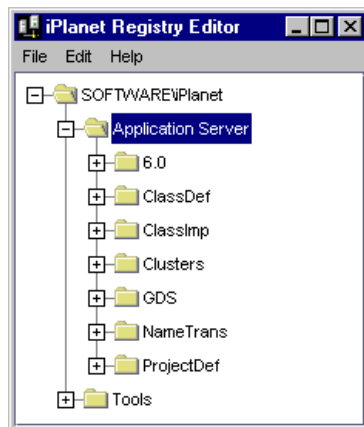 iPlanet Registry Editor
File Edit Help
SOFTWARE\iPlanet
Application Server
6.0
ClassDef
ClassImp
Clusters
GDS
NameTrans
ProjectDef
Tools